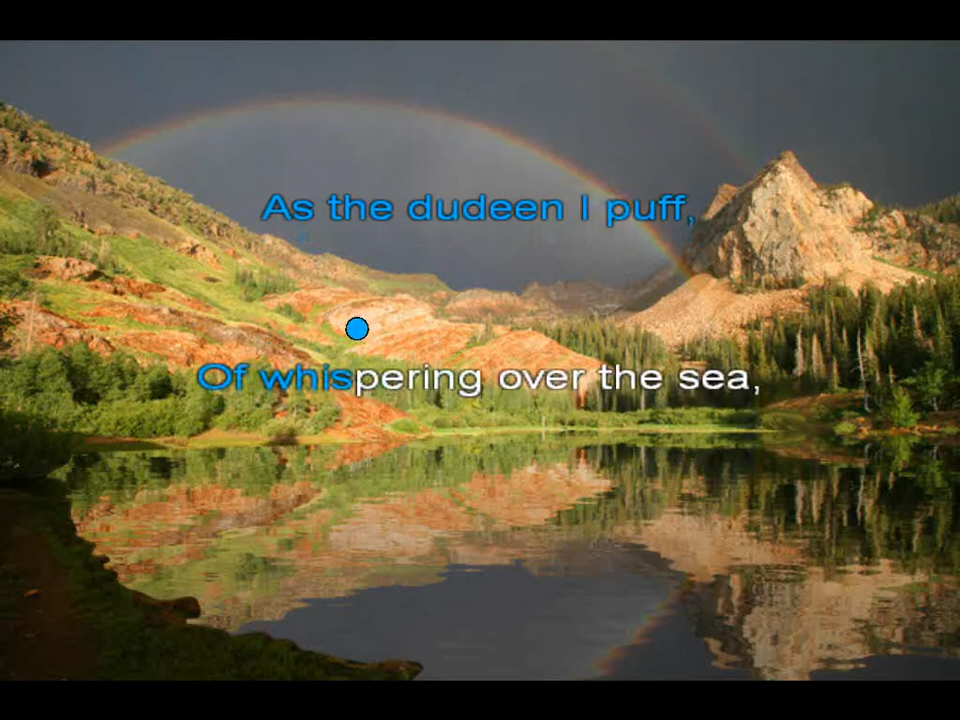 As the dudeen I puff,
Of whispering over the sea,